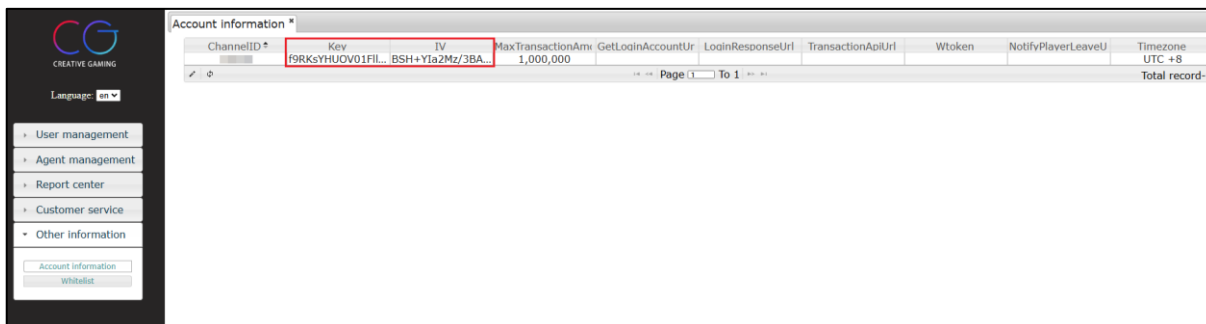 CG
CREATIVE GAMING
Language: en
User management
Agent management
Report center
Customer service
Other information
Account information
Whitelist
Account information
ChannelID Key IV MaxTransactionAm GetLoginAccountUr LoginResponseUrl TransactionApiUrl Wtoken NotifyPlayerLeaveU Timezone
f9RKsYHUOV01Fll... BSH+YIa2Mz/3BA... 1,000,000 UTC +8
Page 1 To 1
Total record-